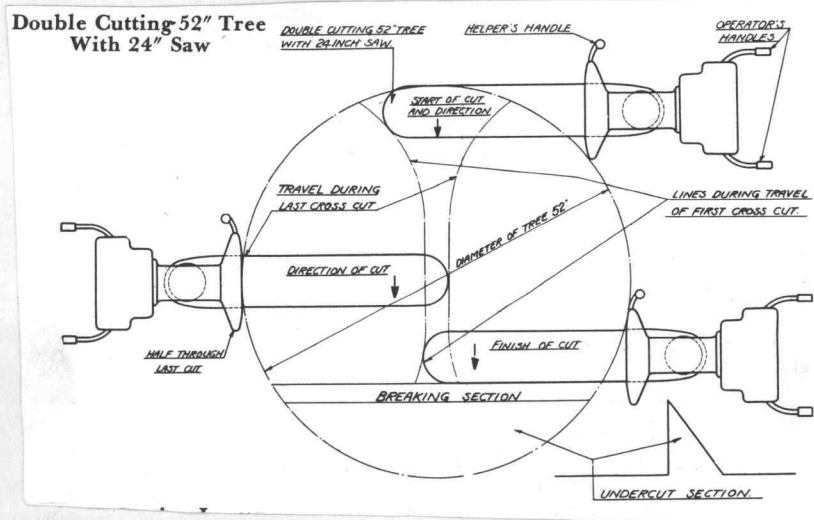 Double Cutting 52" Tree
With 24" Saw
DOUBLE CUTTING 52" TREE
WITH 24 INCH SAW.
HELPER'S HANDLE
OPERATOR'S
HANDLES
START OF CUT
AND DIRECTION
TRAVEL DURING
LAST CROSS CUT.
LINES DURING TRAVEL
OF FIRST CROSS CUT.
DIAMETER OF TREE 52"
DIRECTION OF CUT
HALF THROUGH
LAST CUT
FINISH OF CUT
BREAKING SECTION
UNDERCUT SECTION.